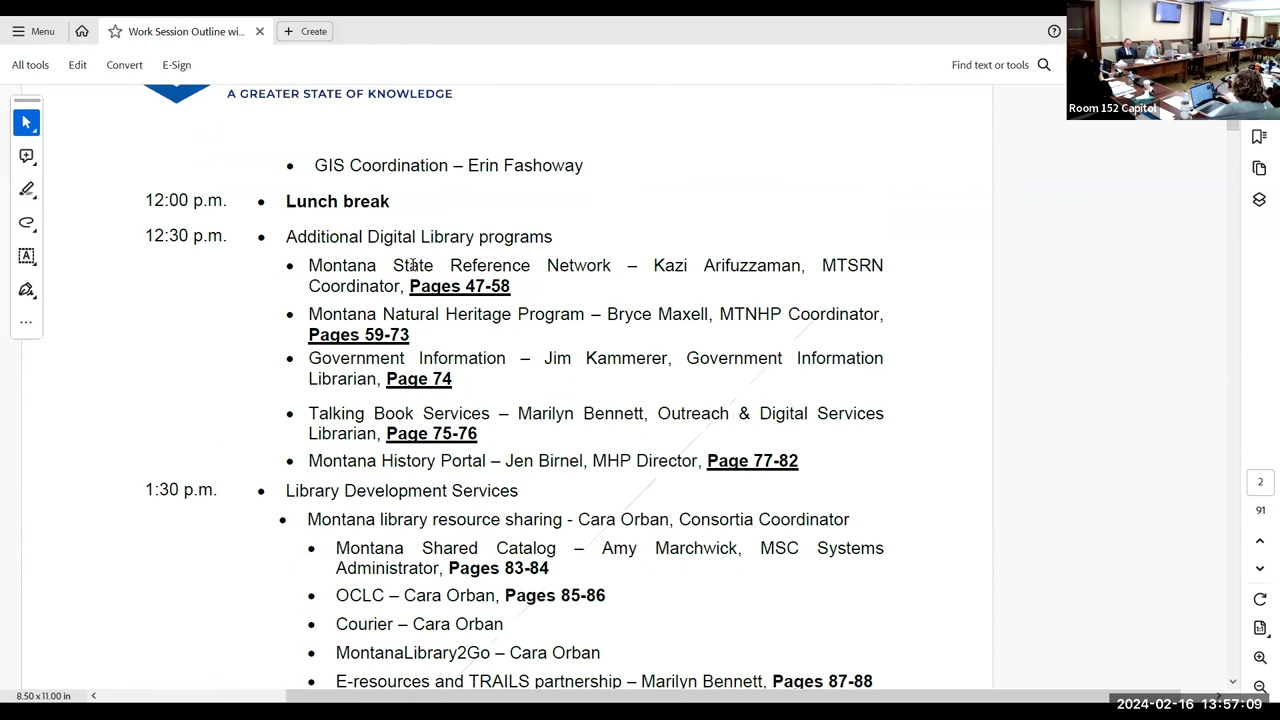 Menu
Work Session Outline wi...
Create
All tools
Edit
Convert
E-Sign
Find text or tools
Room 152 Capitol
A GREATER STATE OF KNOWLEDGE
• GIS Coordination – Erin Fashoway
12:00 p.m. • Lunch break
12:30 p.m. • Additional Digital Library programs
• Montana State Reference Network – Kazi Arifuzzaman, MTSRN
Coordinator, Pages 47-58
• Montana Natural Heritage Program – Bryce Maxell, MTNHP Coordinator,
Pages 59-73
• Government Information – Jim Kammerer, Government Information
Librarian, Page 74
• Talking Book Services – Marilyn Bennett, Outreach & Digital Services
Librarian, Page 75-76
• Montana History Portal – Jen Birnel, MHP Director, Page 77-82
1:30 p.m. • Library Development Services
• Montana library resource sharing - Cara Orban, Consortia Coordinator
• Montana Shared Catalog – Amy Marchwick, MSC Systems
Administrator, Pages 83-84
• OCLC – Cara Orban, Pages 85-86
• Courier – Cara Orban
• MontanaLibrary2Go – Cara Orban
• E-resources and TRAILS partnership – Marilyn Bennett, Pages 87-88
2
91
8.50 x 11.00 in
2024-02-16 13:57:09